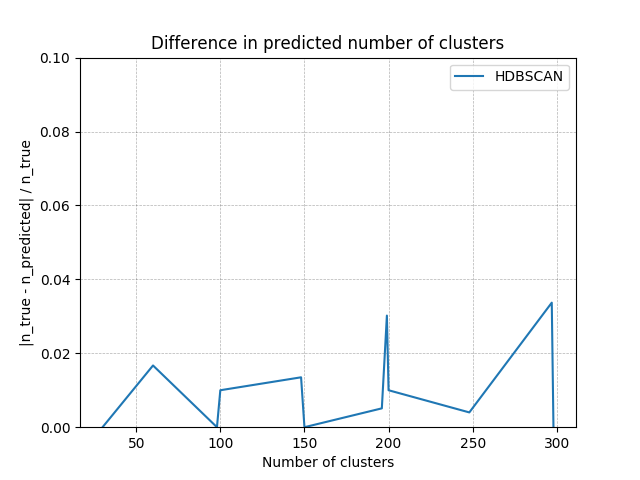 Difference in predicted number of clusters
HDBSCAN
|n_true - n_predicted| / n_true
0.10
0.08
0.06
0.04
0.02
0.00
50 100 150 200 250 300
Number of clusters